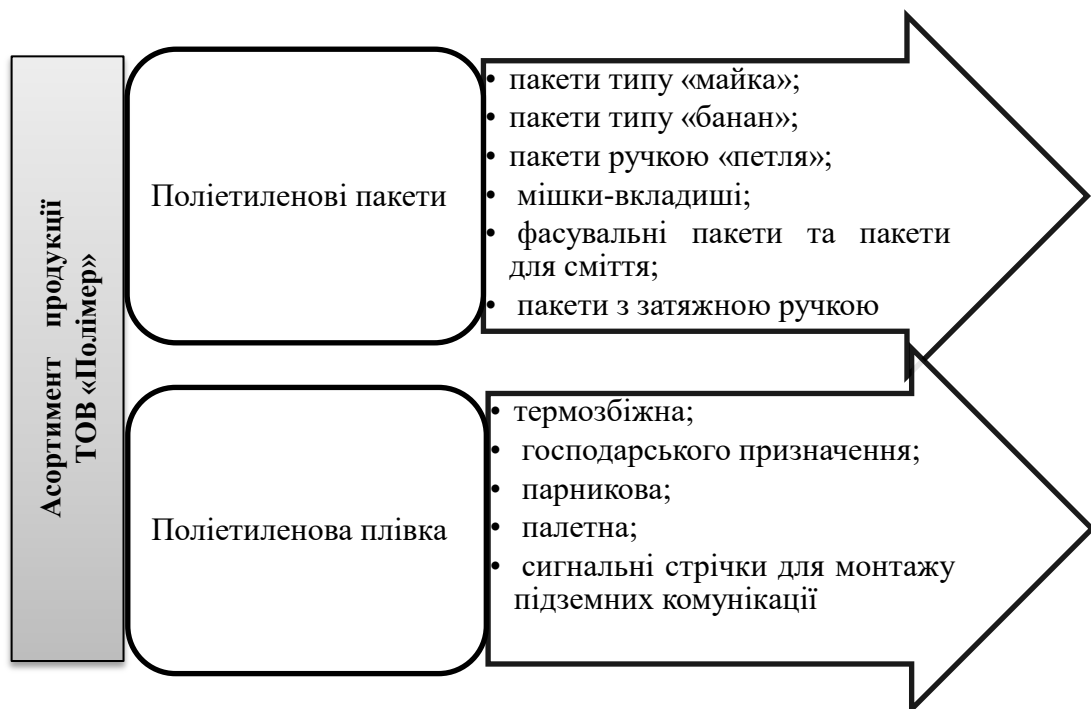 Асортимент продукції
ТОВ «Полімер»
Поліетиленові пакети
• пакети типу «майка»;
• пакети типу «банан»;
• пакети ручкою «петля»;
• мішки-вкладиші;
• фасувальні пакети та пакети
для сміття;
• пакети з затяжною ручкою
Поліетиленова плівка
• термозбіжна;
• господарського призначення;
• парникова;
• палетна;
• сигнальні стрічки для монтажу
підземних комунікації